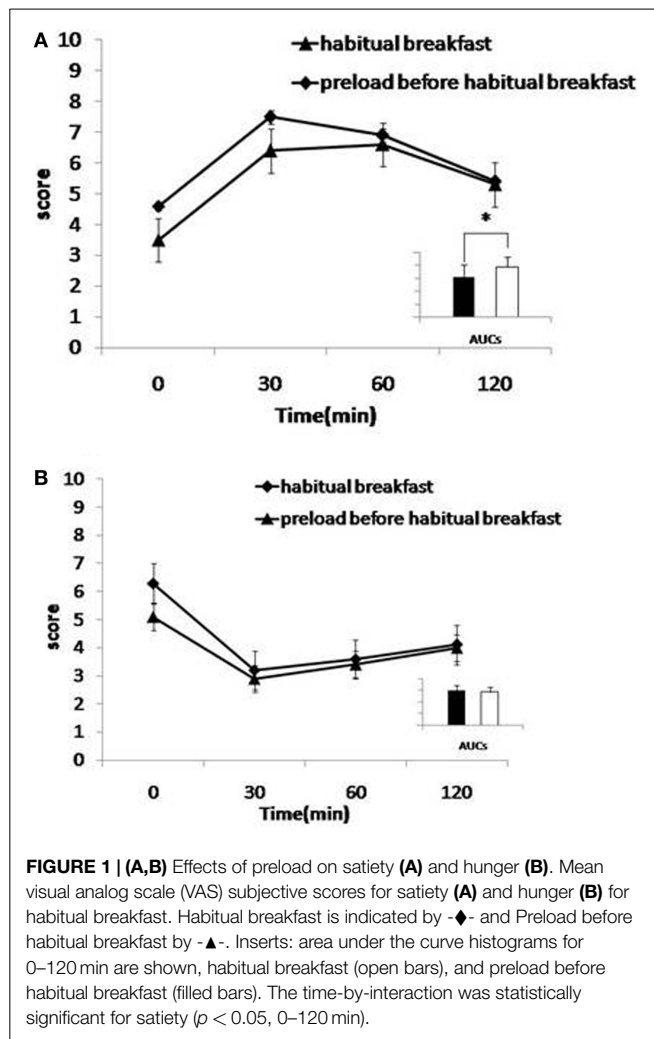 A
10
9
8
7
6
5
4
3
2
1
0
score
habitual breakfast
preload before habitual breakfast
*
AUCs
0 30 60 120
Time(min)
B
10
9
8
7
6
5
4
3
2
1
0
score
habitual breakfast
preload before habitual breakfast
AUCs
0 30 60 120
Time(min)
FIGURE 1 | (A,B) Effects of preload on satiety (A) and hunger (B). Mean
visual analog scale (VAS) subjective scores for satiety (A) and hunger (B) for
habitual breakfast. Habitual breakfast is indicated by -◆- and Preload before
habitual breakfast by -▲-. Inserts: area under the curve histograms for
0–120 min are shown, habitual breakfast (open bars), and preload before
habitual breakfast (filled bars). The time-by-interaction was statistically
significant for satiety (p < 0.05, 0–120 min).